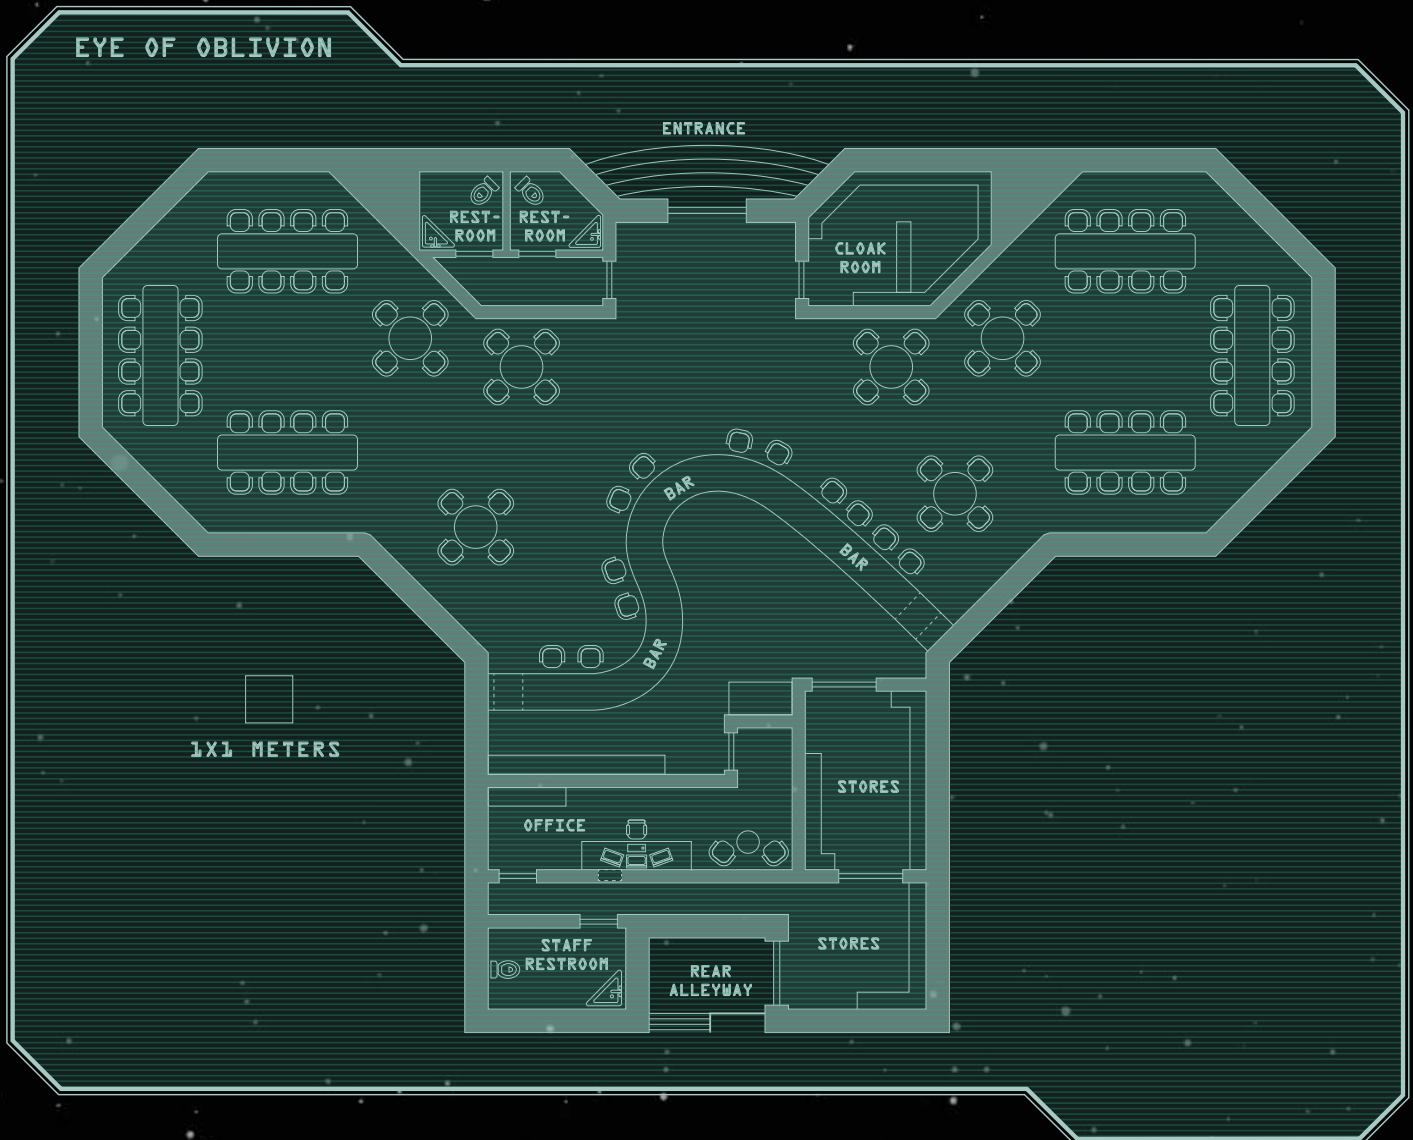 EYE OF OBLIVION
ENTRANCE
REST-
ROOM
REST-
ROOM
CLOAK
ROOM
BAR
BAR
BAR
1X1 METERS
STORES
OFFICE
STORES
STAFF
RESTROOM
REAR
ALLEYWAY